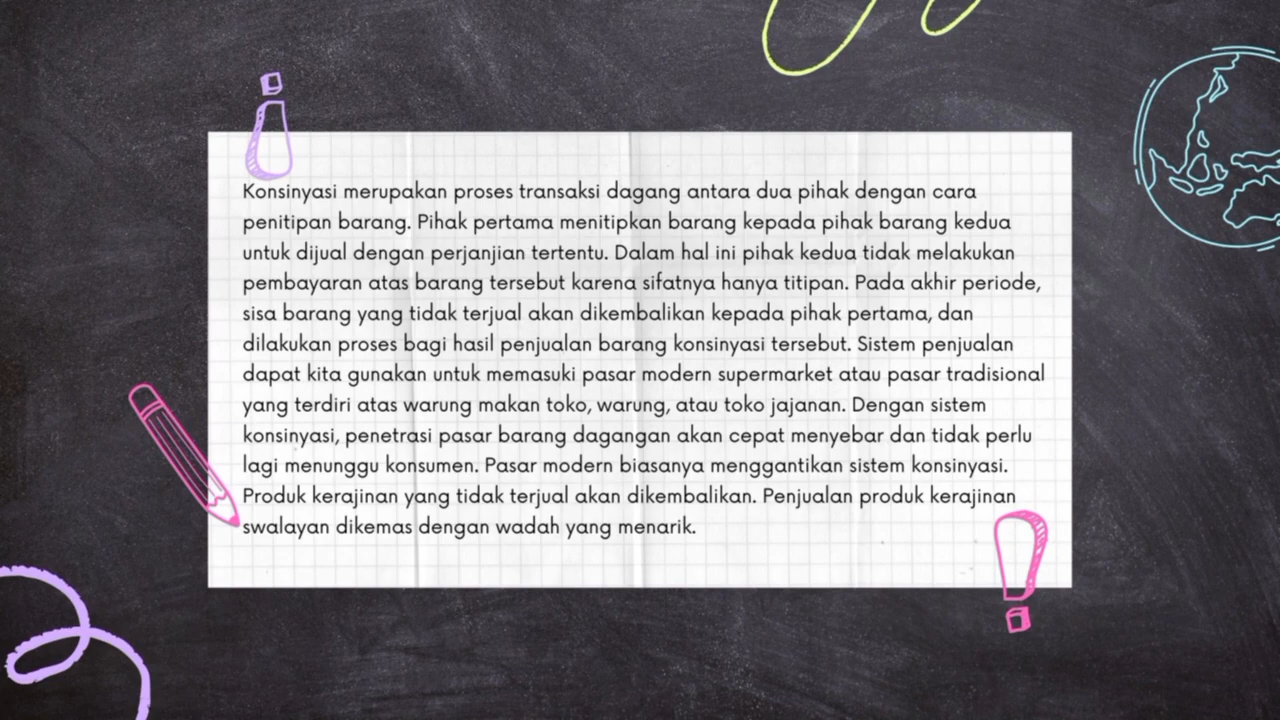 Konsinyasi merupakan proses transaksi dagang antara dua pihak dengan cara
penitipan barang. Pihak pertama menitipkan barang kepada pihak barang kedua
untuk dijual dengan perjanjian tertentu. Dalam hal ini pihak kedua tidak melakukan
pembayaran atas barang tersebut karena sifatnya hanya titipan. Pada akhir periode,
sisa barang yang tidak terjual akan dikembalikan kepada pihak pertama, dan
dilakukan proses bagi hasil penjualan barang konsinyasi tersebut. Sistem penjualan
dapat kita gunakan untuk memasuki pasar modern supermarket atau pasar tradisional
yang terdiri atas warung makan toko, warung, atau toko jajanan. Dengan sistem
konsinyasi, penetrasi pasar barang dagangan akan cepat menyebar dan tidak perlu
lagi menunggu konsumen. Pasar modern biasanya menggantikan sistem konsinyasi.
Produk kerajinan yang tidak terjual akan dikembalikan. Penjualan produk kerajinan
swalayan dikemas dengan wadah yang menarik.